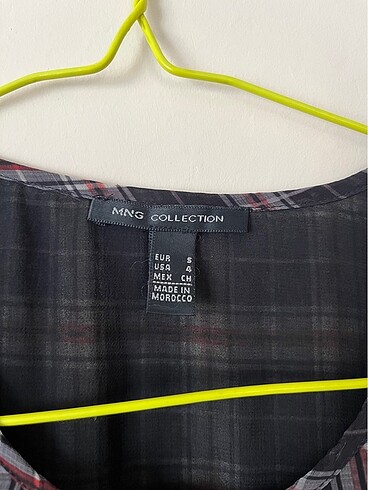 MNG COLLECTION
EUR S
USA 4
MEX CH
MADE IN
MOROCCO